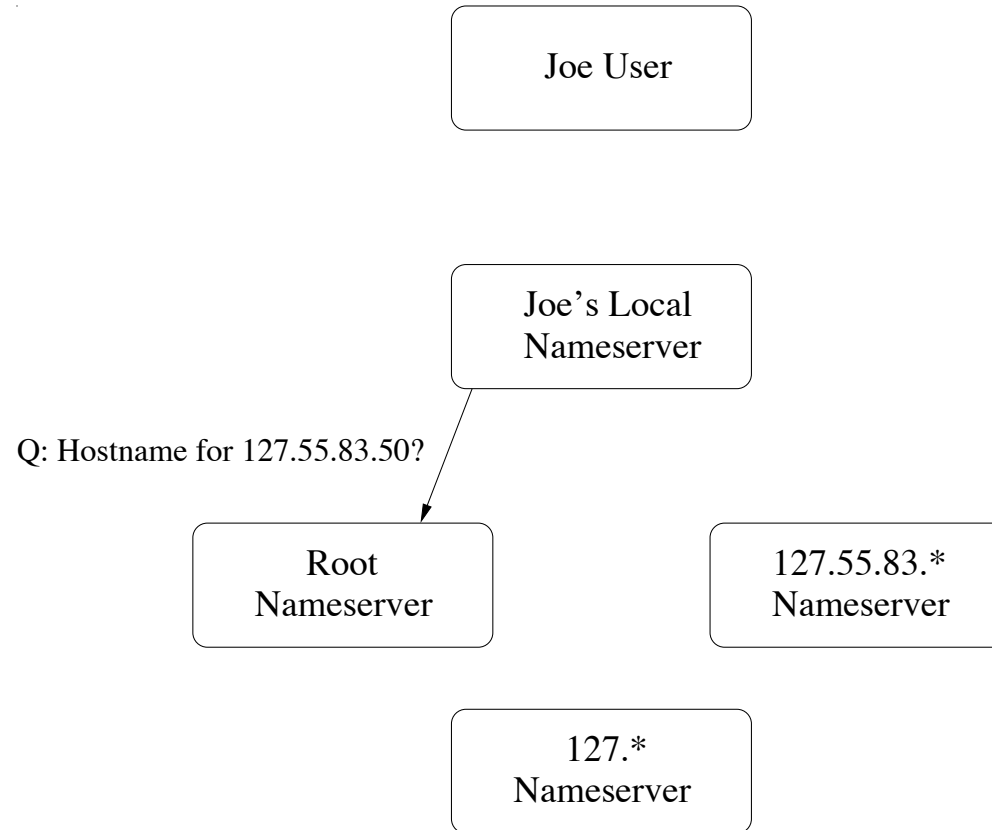 Joe User
Joe’s Local
Nameserver
Q: Hostname for 127.55.83.50?
Root
Nameserver
127.55.83.*
Nameserver
127.*
Nameserver